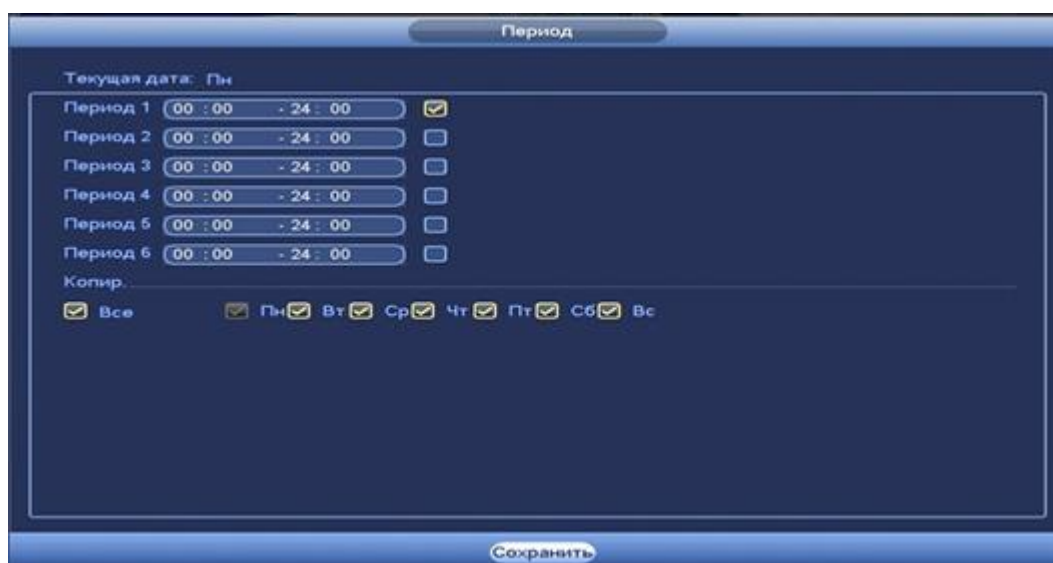 Период
Текущая дата: Пн
Период 1 00 : 00 - 24 : 00
Период 2 00 : 00 - 24 : 00
Период 3 00 : 00 - 24 : 00
Период 4 00 : 00 - 24 : 00
Период 5 00 : 00 - 24 : 00
Период 6 00 : 00 - 24 : 00
Копир.
Все Пн Вт Ср Чт Пт Сб Вс
Сохранить